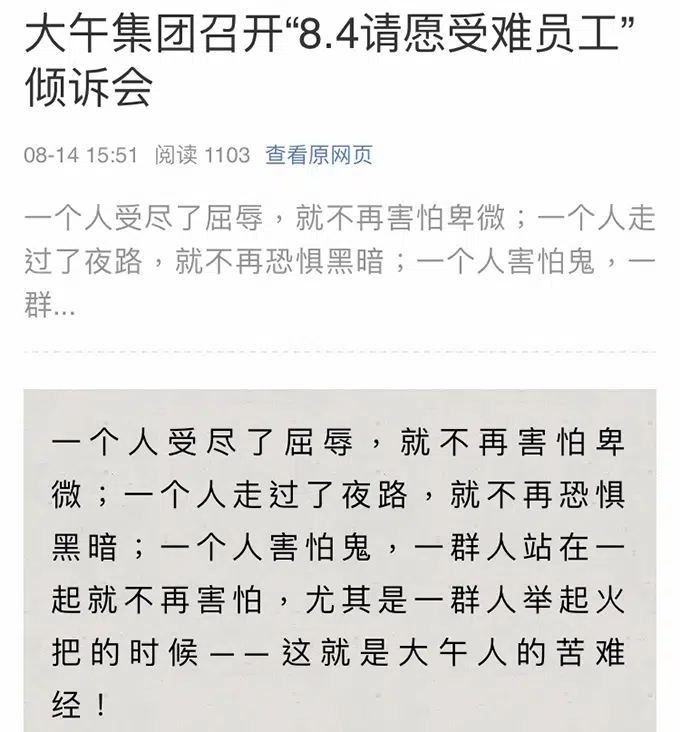 大午集团召开“8.4请愿受难员工”
倾诉会
08-14 15:51 阅读 1103 查看原网页
一个人受尽了屈辱，就不再害怕卑微；一个人走
过了夜路，就不再恐惧黑暗；一个人害怕鬼，一
群...
一个人受尽了屈辱，就不再害怕卑
微；一个人走过了夜路，就不再恐惧
黑暗；一个人害怕鬼，一群人站在一
起就不再害怕，尤其是一群人举起火
把的时候——这就是大午人的苦难
经！